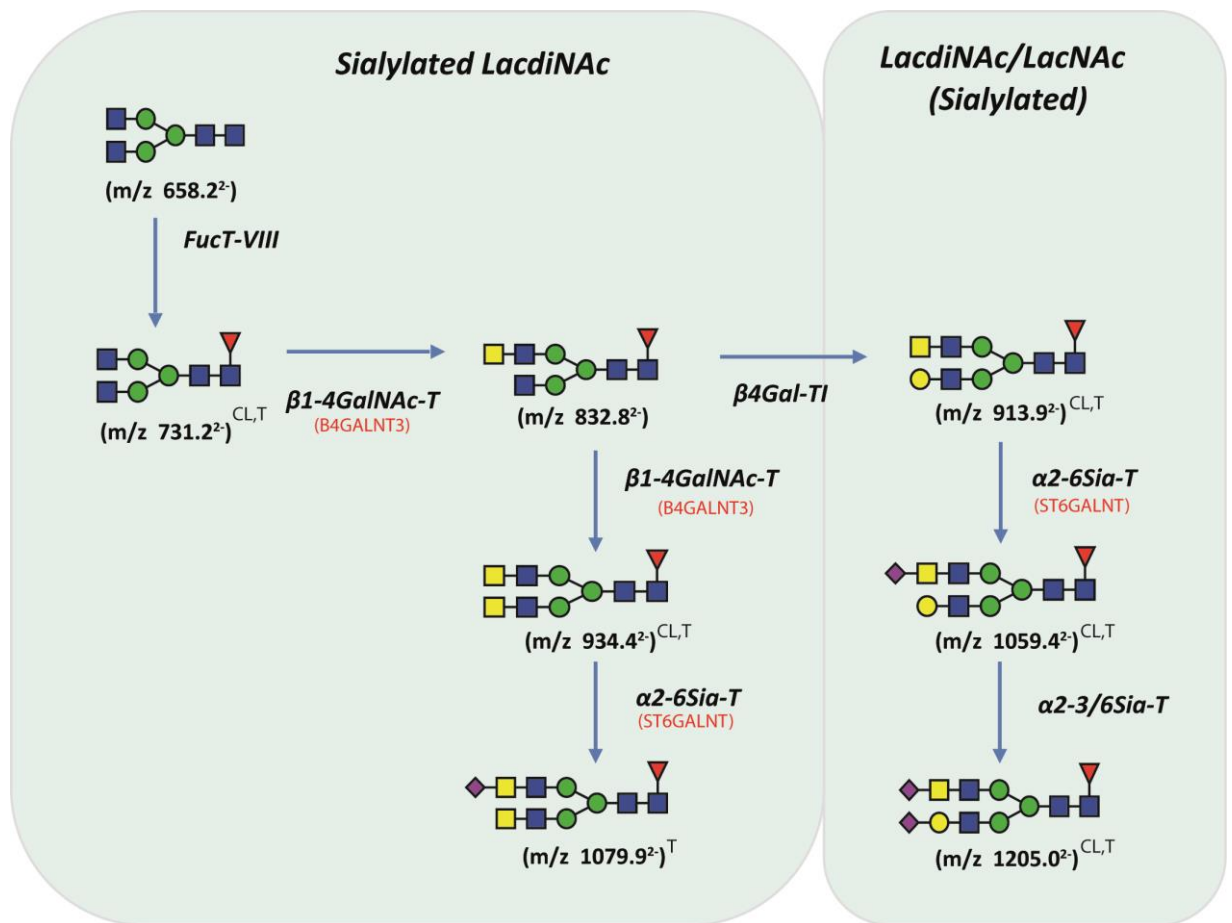 Sialylated LacdiNAc
LacdiNAc/LacNAc
(Sialylated)
(m/z 658.2²⁻)
FucT-VIII
(m/z 731.2²⁻)CL,T
β1-4GalNAc-T
(B4GALNT3)
(m/z 832.8²⁻)
β4Gal-TI
(m/z 913.9²⁻)CL,T
β1-4GalNAc-T
(B4GALNT3)
α2-6Sia-T
(ST6GALNT)
(m/z 934.4²⁻)CL,T
(m/z 1059.4²⁻)CL,T
α2-6Sia-T
(ST6GALNT)
α2-3/6Sia-T
(m/z 1079.9²⁻)T
(m/z 1205.0²⁻)CL,T